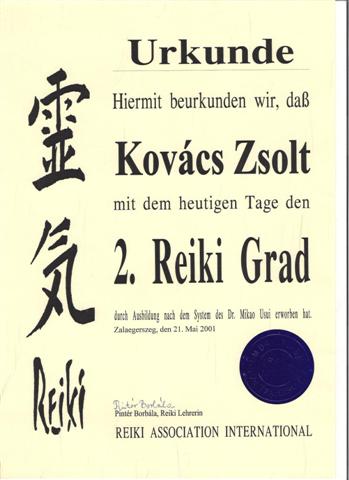 Urkunde
Hiermit beurkunden wir, daß
Kovács Zsolt
mit dem heutigen Tage den
2. Reiki Grad
durch Ausbildung nach dem System des Dr. Mikao Usui erworben hat.
Zalaegerszeg, den 21. Mai 2001
Pintér Borbála
Pintér Borbála, Reiki Lehrerin
REIKI ASSOCIATION INTERNATIONAL
靈
気
Reiki